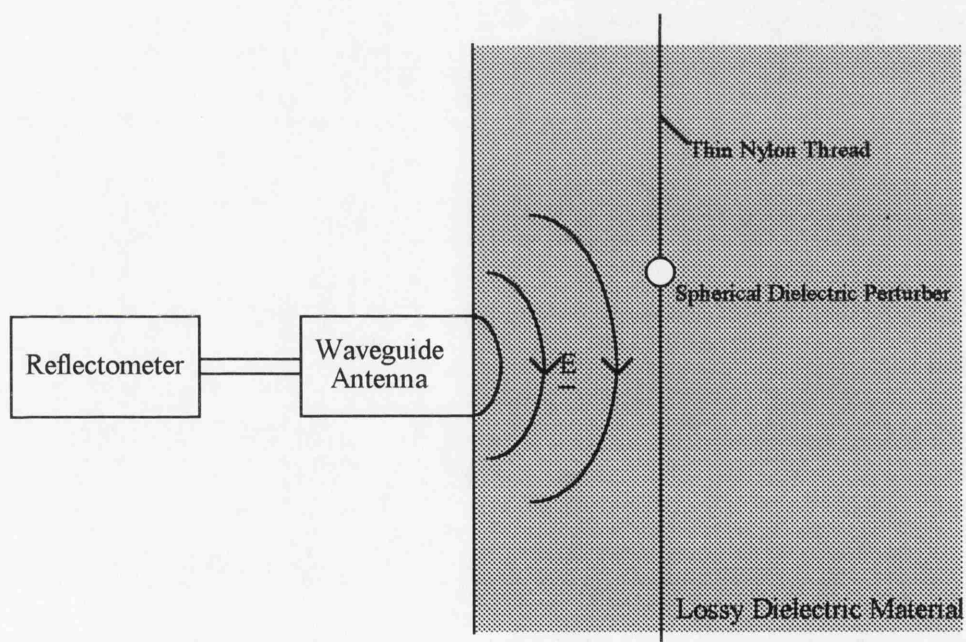 Thin Nylon Thread
Spherical Dielectric Perturber
Reflectometer
Waveguide
Antenna
E
Lossy Dielectric Material